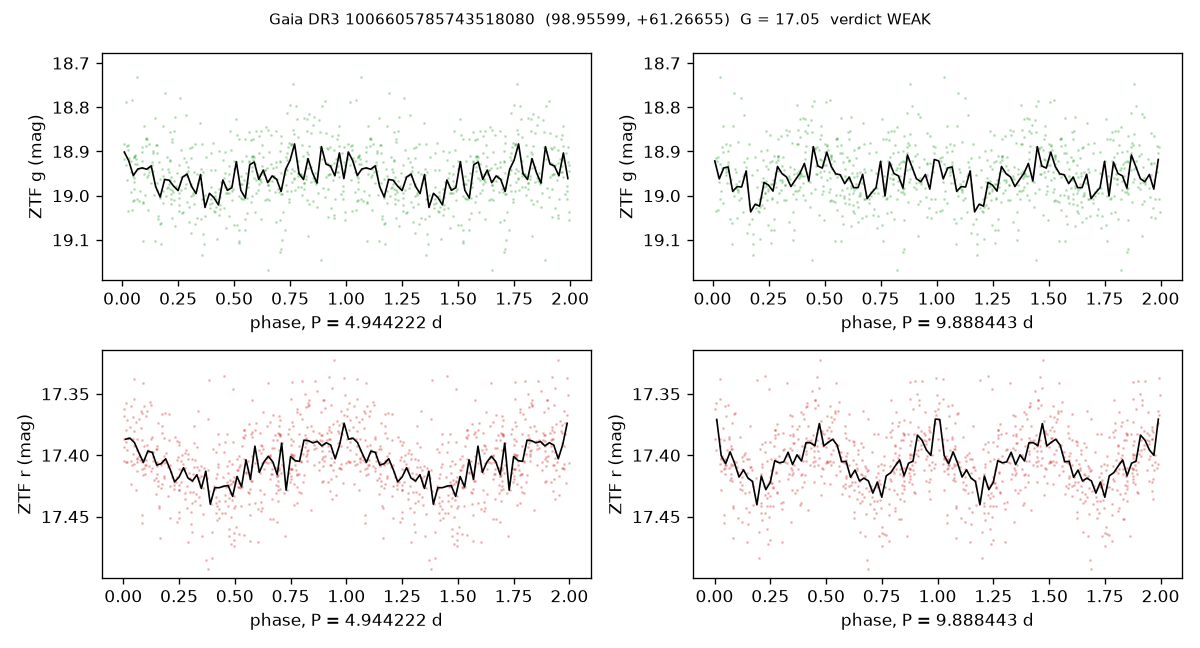 Gaia DR3 1006605785743518080  (98.95599, +61.26655)  G = 17.05  verdict WEAK
18.7
18.8
18.9
19.0
19.1
ZTF g (mag)
0.00 0.25 0.50 0.75 1.00 1.25 1.50 1.75 2.00
phase, P = 4.944222 d
18.7
18.8
18.9
19.0
19.1
ZTF g (mag)
0.00 0.25 0.50 0.75 1.00 1.25 1.50 1.75 2.00
phase, P = 9.888443 d
17.35
17.40
17.45
ZTF r (mag)
0.00 0.25 0.50 0.75 1.00 1.25 1.50 1.75 2.00
phase, P = 4.944222 d
17.35
17.40
17.45
ZTF r (mag)
0.00 0.25 0.50 0.75 1.00 1.25 1.50 1.75 2.00
phase, P = 9.888443 d